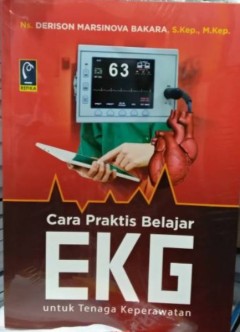 Ns. DERISON MARSINOVA BAKARA, S.Kep., M.Kep.
63
Cara Praktis Belajar
EKG
untuk Tenaga Keperawatan